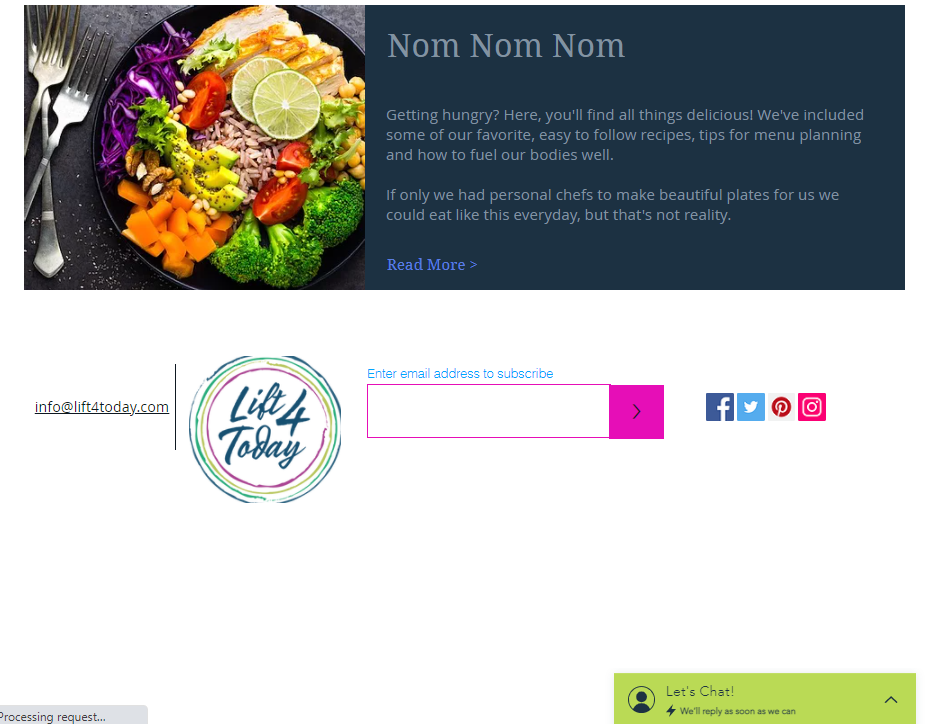 Nom Nom Nom
Getting hungry? Here, you'll find all things delicious! We've included
some of our favorite, easy to follow recipes, tips for menu planning
and how to fuel our bodies well.
If only we had personal chefs to make beautiful plates for us we
could eat like this everyday, but that's not reality.
Read More >
info@lift4today.com
Lift 4
Today
Enter email address to subscribe
>
Let's Chat!
We'll reply as soon as we can
Processing request...